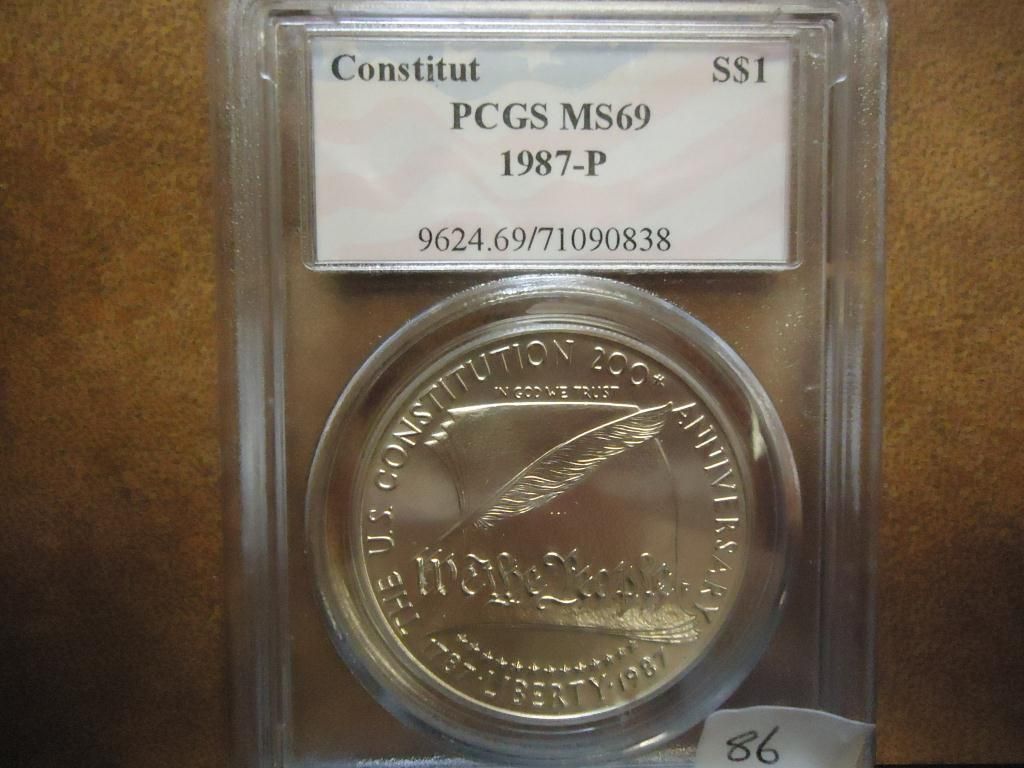 Constitut S$1
PCGS MS69
1987-P
9624.69/71090838
THE U.S. CONSTITUTION 200th ANNIVERSARY
IN GOD WE TRUST
We the People
1787·LIBERTY·1987
86